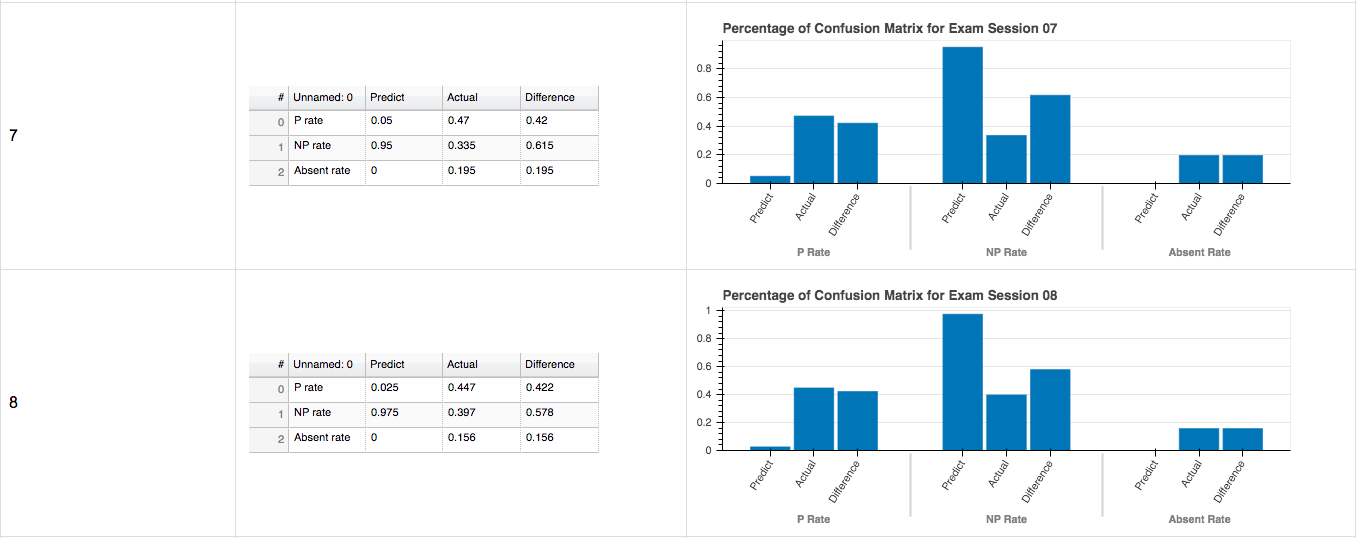 7
# Unnamed: 0 Predict Actual Difference
0 P rate 0.05 0.47 0.42
1 NP rate 0.95 0.335 0.615
2 Absent rate 0 0.195 0.195
Percentage of Confusion Matrix for Exam Session 07
0.8
0.6
0.4
0.2
0
Predict Actual Difference Predict Actual Difference Predict Actual Difference
P Rate NP Rate Absent Rate
8
# Unnamed: 0 Predict Actual Difference
0 P rate 0.025 0.447 0.422
1 NP rate 0.975 0.397 0.578
2 Absent rate 0 0.156 0.156
Percentage of Confusion Matrix for Exam Session 08
1
0.8
0.6
0.4
0.2
0
Predict Actual Difference Predict Actual Difference Predict Actual Difference
P Rate NP Rate Absent Rate